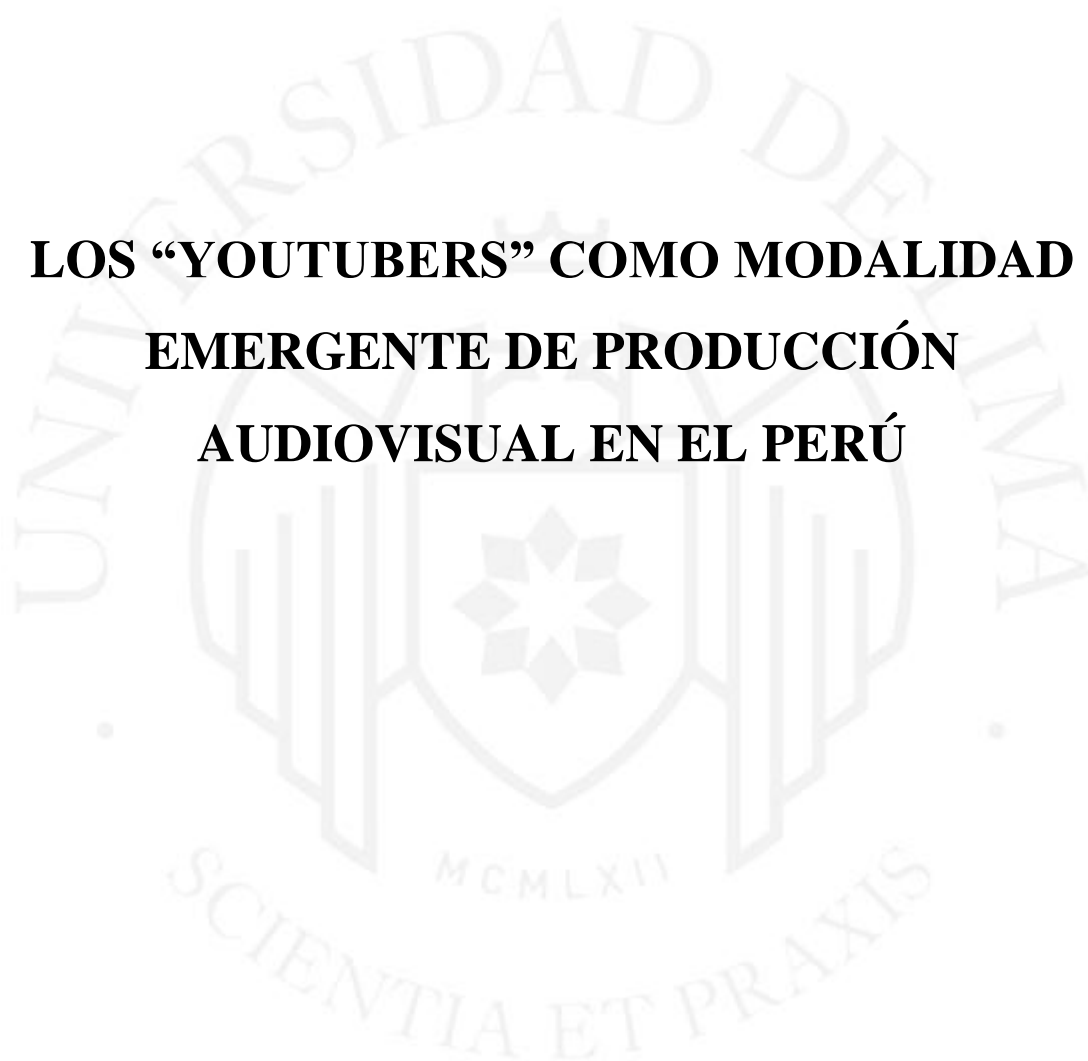 UNIVERSIDAD DE LIMA
LOS “YOUTUBERS” COMO MODALIDAD
EMERGENTE DE PRODUCCIÓN
AUDIOVISUAL EN EL PERÚ
MCMLXII
SCIENTIA ET PRAXIS